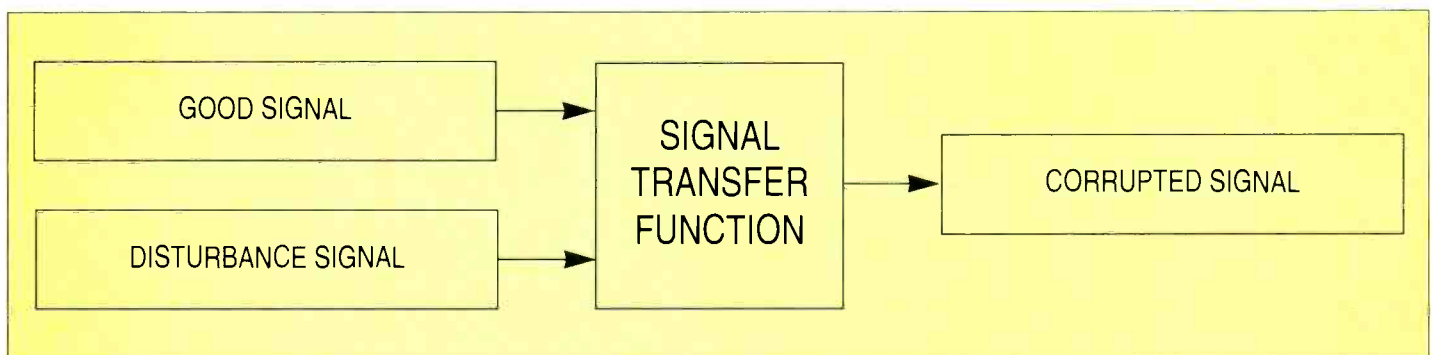 GOOD SIGNAL
DISTURBANCE SIGNAL
SIGNAL
TRANSFER
FUNCTION
CORRUPTED SIGNAL